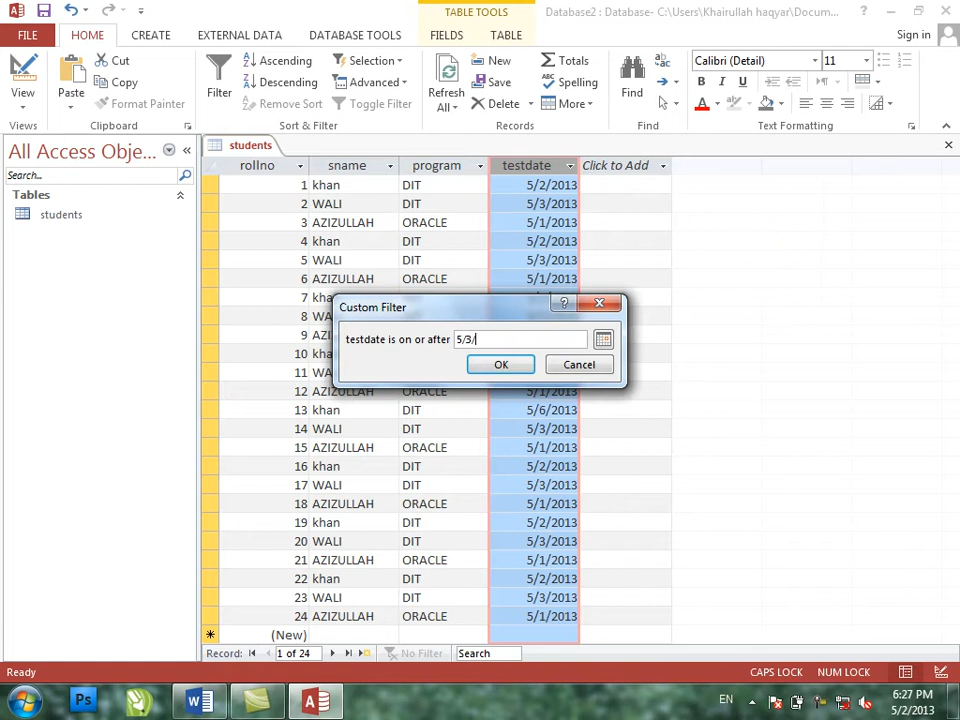 TABLE TOOLS
Database2 : Database- C:\Users\Khairullah haqyar\Docum...
FILE HOME CREATE EXTERNAL DATA DATABASE TOOLS FIELDS TABLE Sign in
View
Views
Paste
Cut
Copy
Format Painter
Clipboard
Filter
Ascending
Descending
Remove Sort
Selection
Advanced
Toggle Filter
Sort & Filter
Refresh
All
New
Save
Delete
Totals
Spelling
More
Records
Find
Find
Calibri (Detail) 11
B I U
A
Text Formatting
All Access Obje...
Search...
Tables
students
students
rollno sname program testdate Click to Add
1 khan DIT 5/2/2013
2 WALI DIT 5/3/2013
3 AZIZULLAH ORACLE 5/1/2013
4 khan DIT 5/2/2013
5 WALI DIT 5/3/2013
6 AZIZULLAH ORACLE 5/1/2013
7 kha
8 WA
9 AZI
10 kha
11 WA
12 AZIZULLAH ORACLE 5/1/2013
13 khan DIT 5/6/2013
14 WALI DIT 5/3/2013
15 AZIZULLAH ORACLE 5/1/2013
16 khan DIT 5/2/2013
17 WALI DIT 5/3/2013
18 AZIZULLAH ORACLE 5/1/2013
19 khan DIT 5/2/2013
20 WALI DIT 5/3/2013
21 AZIZULLAH ORACLE 5/1/2013
22 khan DIT 5/2/2013
23 WALI DIT 5/3/2013
24 AZIZULLAH ORACLE 5/1/2013
(New)
Custom Filter
testdate is on or after 5/3/
OK Cancel
Record: 1 of 24 No Filter Search
Ready CAPS LOCK NUM LOCK
Ps
EN
6:27 PM
5/2/2013